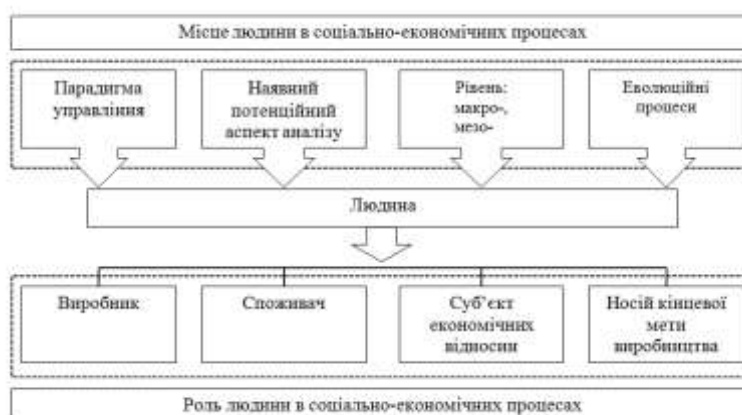 Місце людини в соціально-економічних процесах
Парадигма
управління
Наявний
потенційний
аспект аналізу
Рівень:
макро-,
мезо-
Еволюційні
процеси
Людина
Виробник
Споживач
Суб’єкт
економічних
відносин
Носій кінцевої
мети
виробництва
Роль людини в соціально-економічних процесах